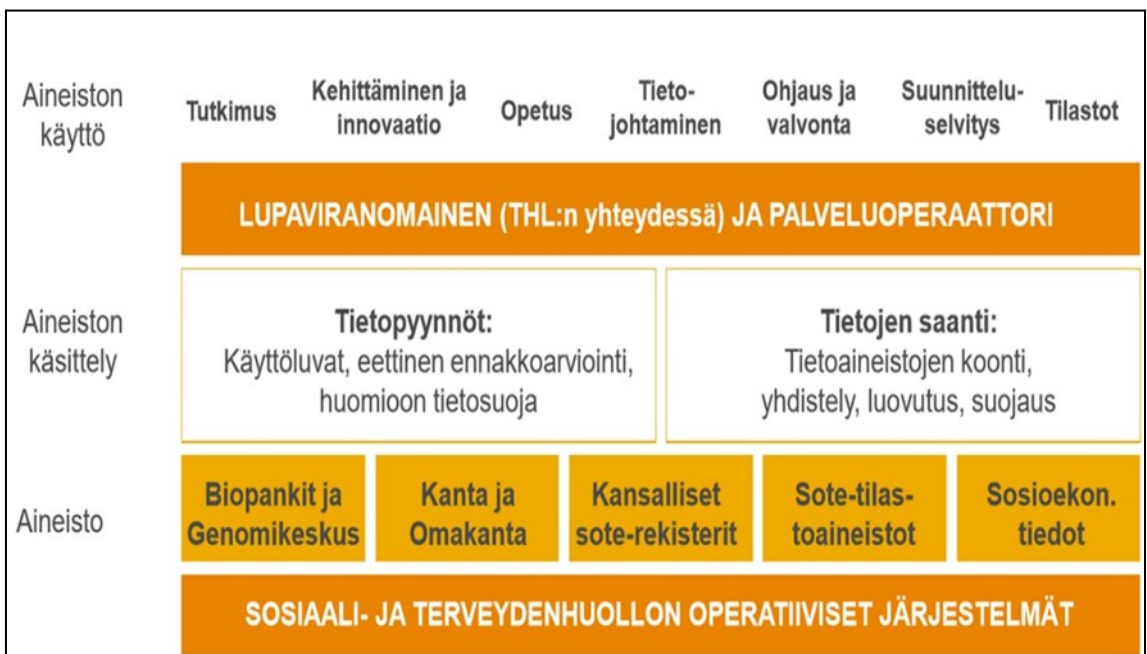 Aineiston
käyttö
Tutkimus
Kehittäminen ja
innovaatio
Opetus
Tieto-
johtaminen
Ohjaus ja
valvonta
Suunnittelu-
selvitys
Tilastot
LUPAVIRANOMAINEN (THL:n yhteydessä) JA PALVELUOPERAATTORI
Aineiston
käsittely
Tietopyynnöt:
Käyttöluvat, eettinen ennakkoarviointi,
huomioon tietosuoja
Tietojen saanti:
Tietoaineistojen koonti,
yhdistely, luovutus, suojaus
Aineisto
Biopankit ja
Genomikeskus
Kanta ja
Omakanta
Kansalliset
sote-rekisterit
Sote-tilas-
toaineistot
Sosioekon.
tiedot
SOSIAALI- JA TERVEYDENHUOLLON OPERATIIVISET JÄRJESTELMÄT